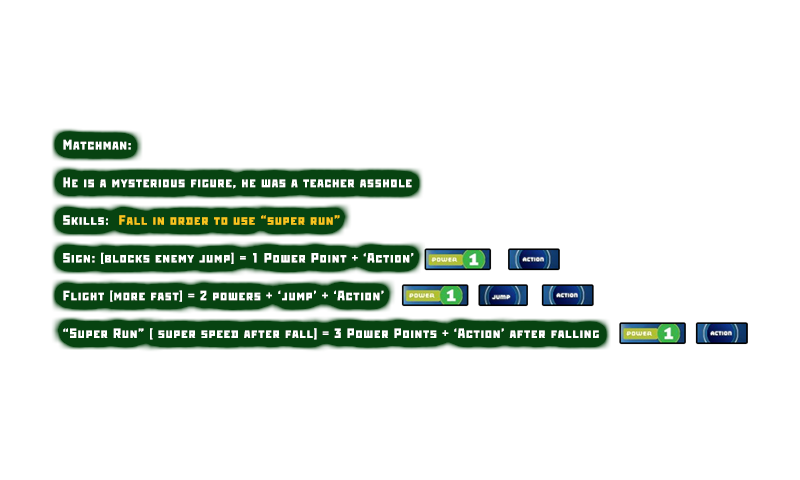 Matchman:
He is a mysterious figure, he was a teacher asshole
Skills: Fall in order to use “super run”
Sign: [blocks enemy jump] = 1 Power Point + ‘Action’ POWER 1 ACTION
Flight [more fast] = 2 powers + ‘jump’ + ‘Action’ POWER 1 JUMP ACTION
“Super Run” [ super speed after fall] = 3 Power Points + ‘Action’ after falling POWER 1 ACTION